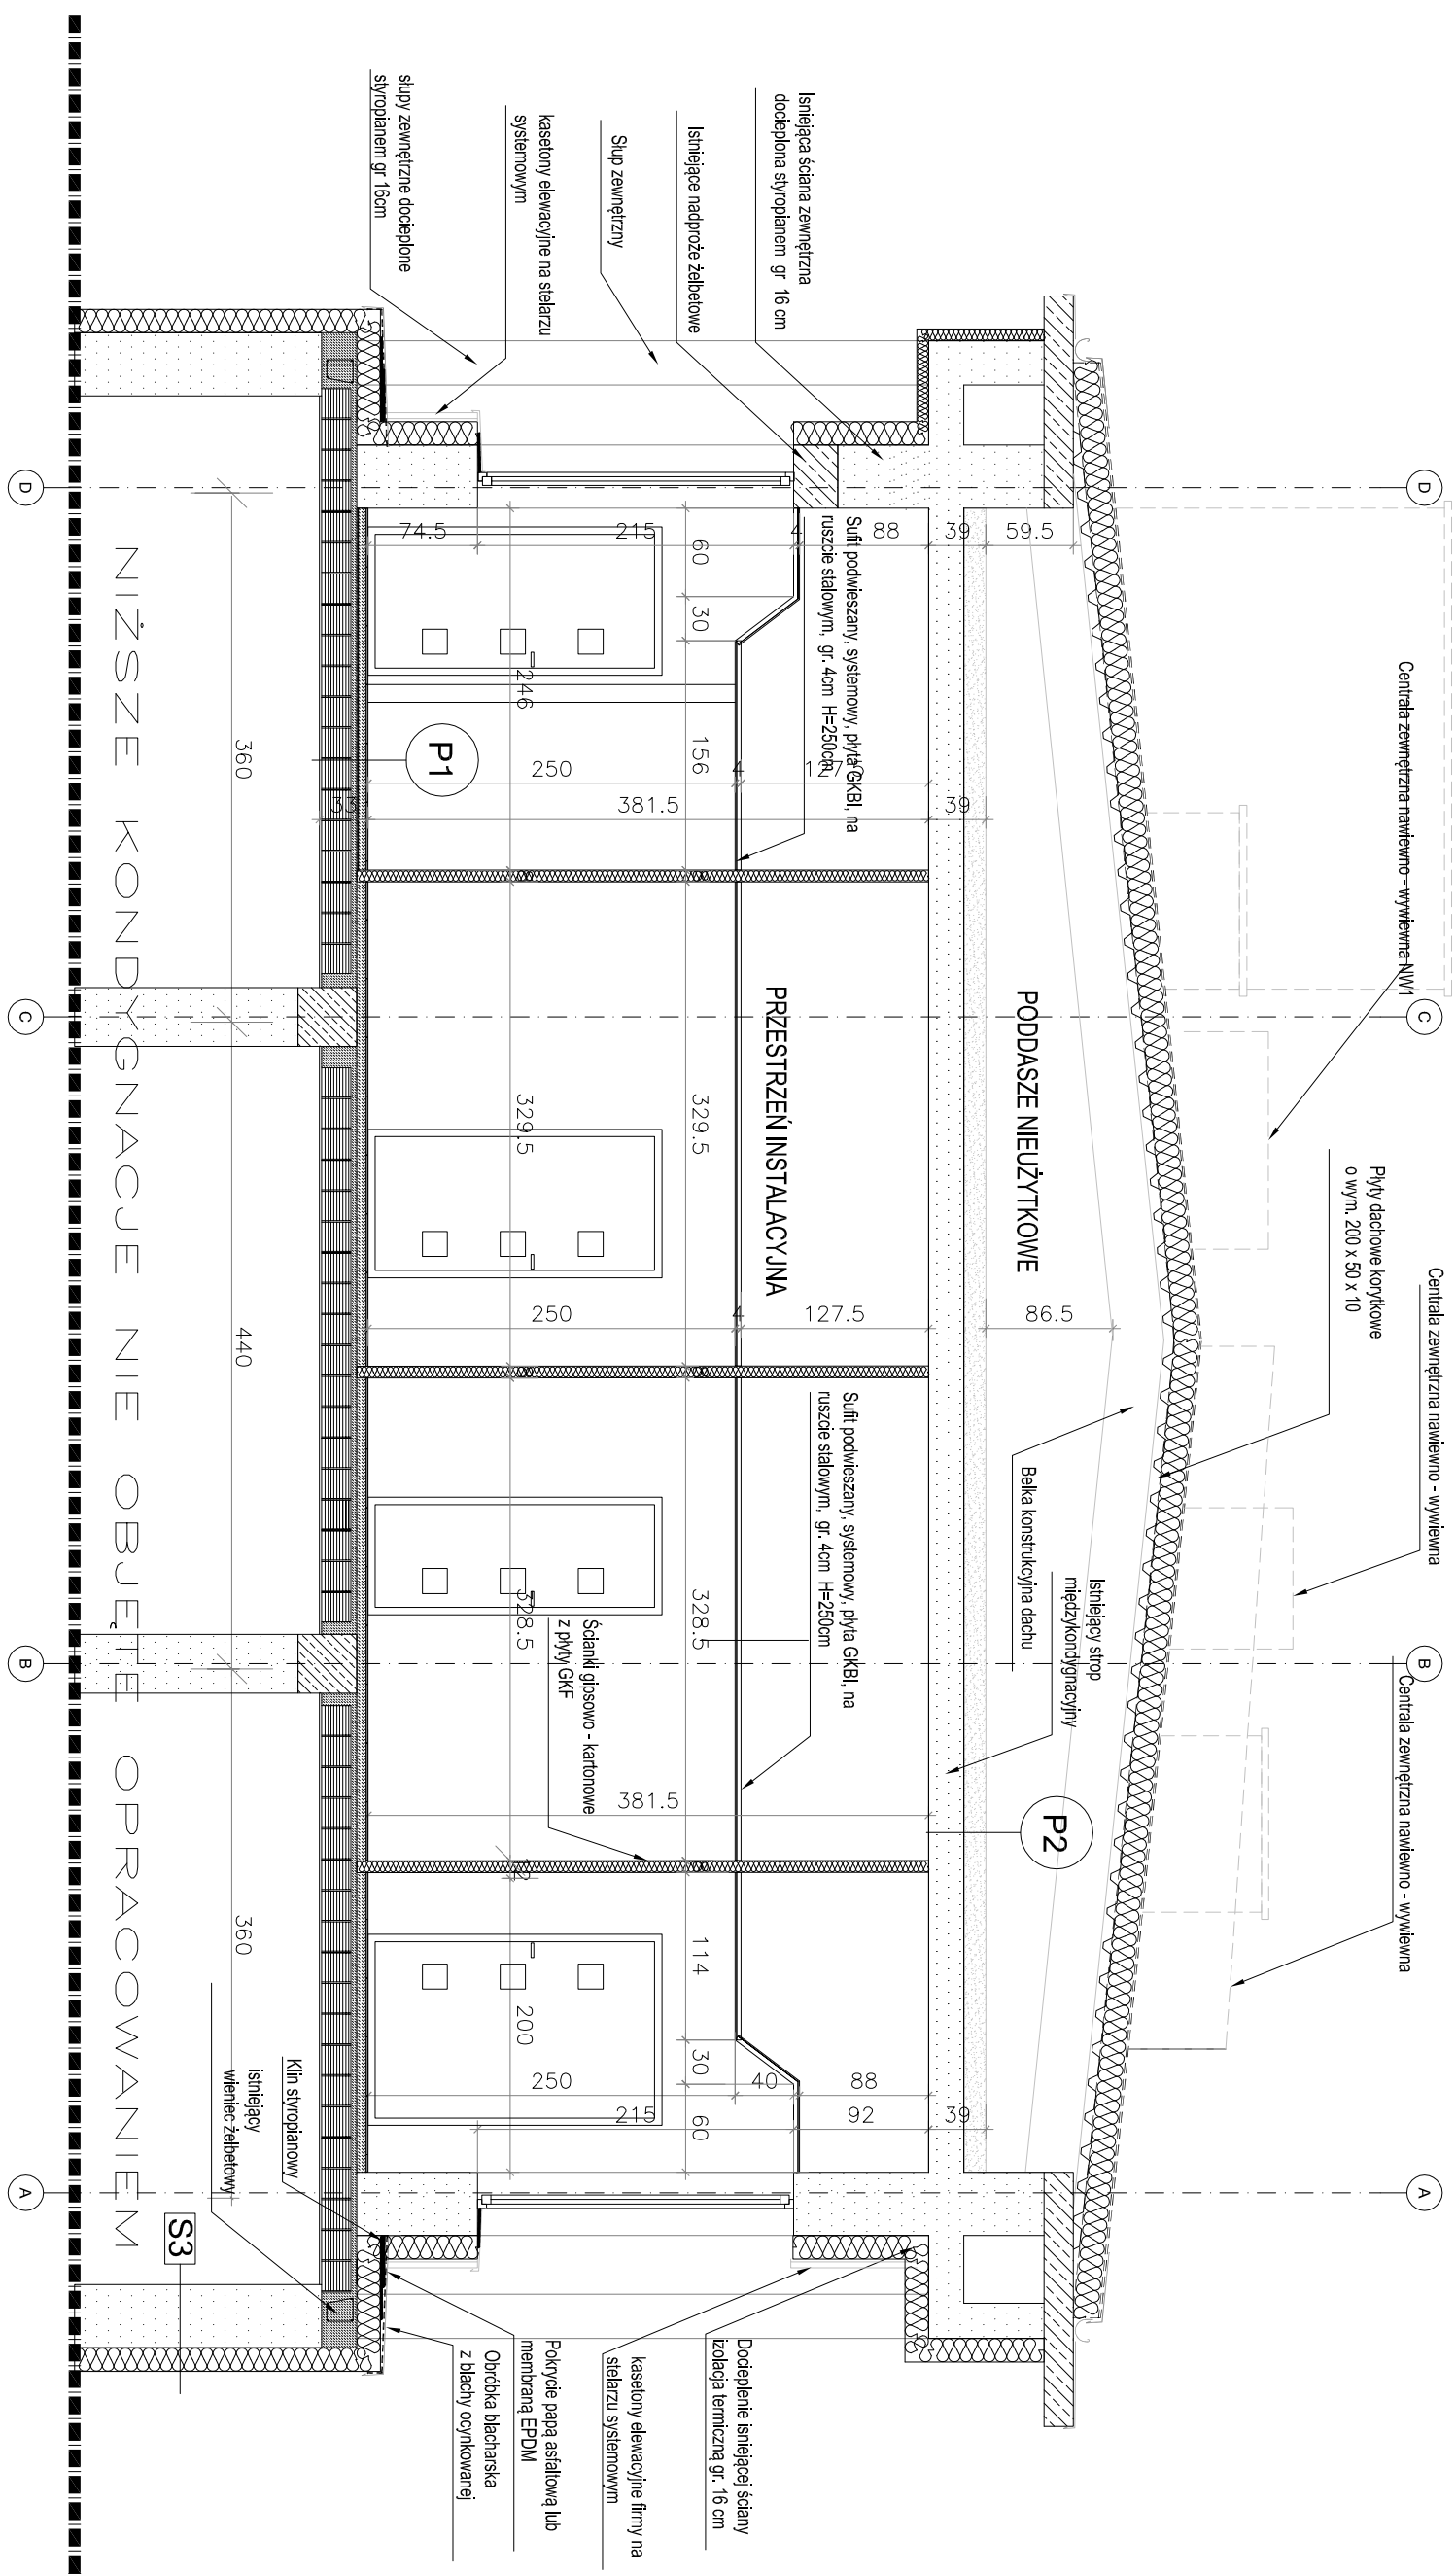 Centrala zewnętrzna nawiewno - wywiewna NW1
Centrala zewnętrzna nawiewno - wywiewna
Centrala zewnętrzna nawiewno - wywiewna
Płyty dachowe korytkowe
o wym. 200 x 50 x 10
D
C
B
A
Isniejąca ściana zewnętrzna
docieplona styropianem gr 16 cm
Istniejące nadproże żelbetowe
Słup zewnętrzny
kasetony elewacyjne na stelarzu
systemowym
słupy zewnętrzne docieplone
styropianem gr 16cm
PODDASZE NIEUŻYTKOWE
PRZESTRZEŃ INSTALACYJNA
Belka konstrukcyjna dachu
Istniejący strop
międzykondygnacyjny
P2
Sufit podwieszany, systemowy, płyta GKBI, na
ruszcie stalowym, gr. 4cm H=250cm
Sufit podwieszany, systemowy, płyta GKBI, na
ruszcie stalowym, gr. 4cm H=250cm
Ścianki gipsowo - kartonowe
z płyty GKF
59.5
39
88
4
215
74.5
60
30
156
246
127.5
4
250
39
381.5
33
8
8
329.5
329.5
86.5
127.5
4
250
8
8
328.5
328.5
381.5
8
12
114
30
60
200
88
40
250
39
92
215
P1
360
440
360
NIŻSZE KONDYGNACJE NIE OBJĘTE OPRACOWANIEM
Klin styropianowy
istniejący
wieniec żelbetowy
S3
Docieplenie isniejącej ściany
izolacja termiczną gr. 16 cm
kasetony elewacyjne firmy na
stelarzu systemowym
Pokrycie papą asfaltową lub
membraną EPDM
Obróbka blacharska
z blachy ocynkowanej
D
C
B
A